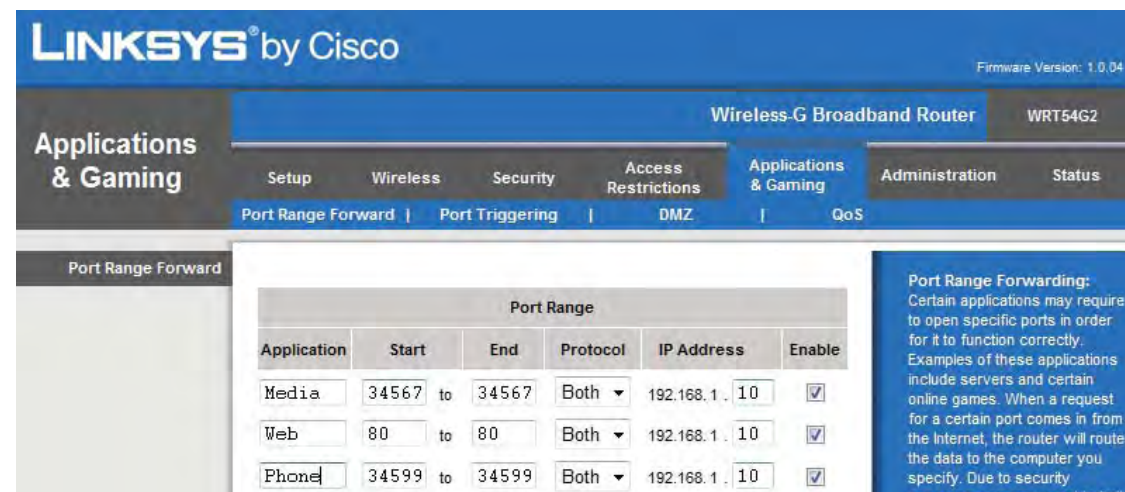 LINKSYS® by Cisco
Firmware Version: 1.0.04
Wireless-G Broadband Router WRT54G2
Applications & Gaming
Setup Wireless Security Access Restrictions Applications & Gaming Administration Status
Port Range Forward | Port Triggering | DMZ | QoS
Port Range Forward
Port Range
Application Start End Protocol IP Address Enable
Media 34567 to 34567 Both 192.168.1. 10
Web 80 to 80 Both 192.168.1. 10
Phone 34599 to 34599 Both 192.168.1. 10
Port Range Forwarding:
Certain applications may require
to open specific ports in order
for it to function correctly.
Examples of these applications
include servers and certain
online games. When a request
for a certain port comes in from
the Internet, the router will route
the data to the computer you
specify. Due to security